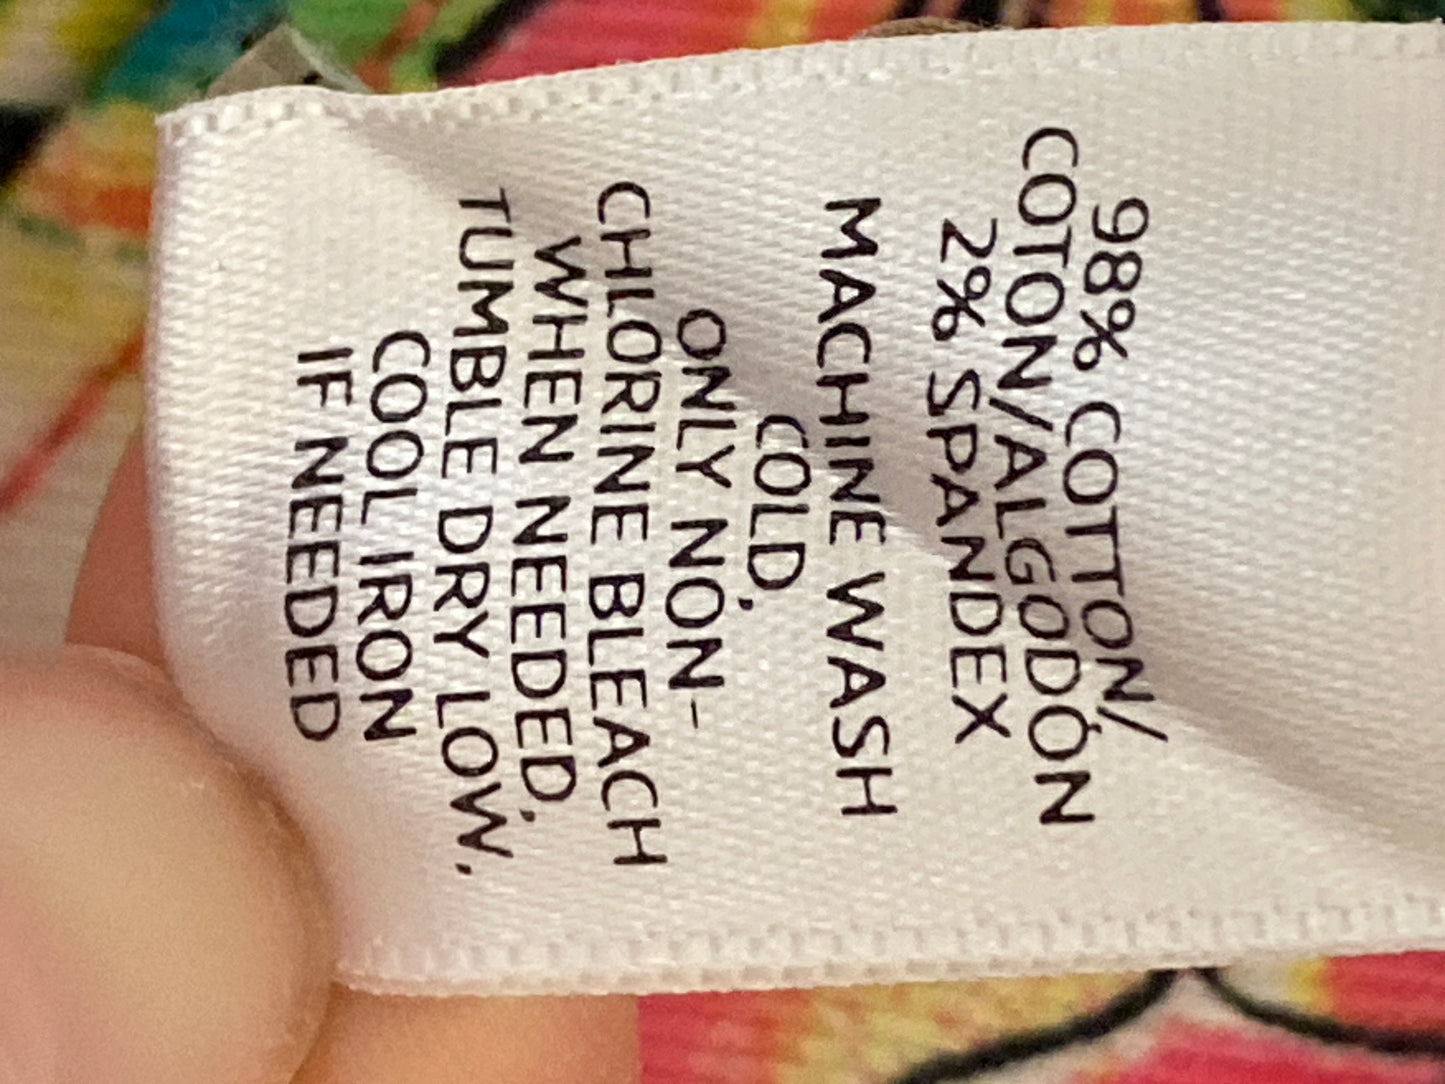 98% COTTON/
COTON/ALGODÓN
2% SPANDEX
MACHINE WASH
COLD,
ONLY NON-
CHLORINE BLEACH
WHEN NEEDED,
TUMBLE DRY LOW.
COOL IRON
IF NEEDED